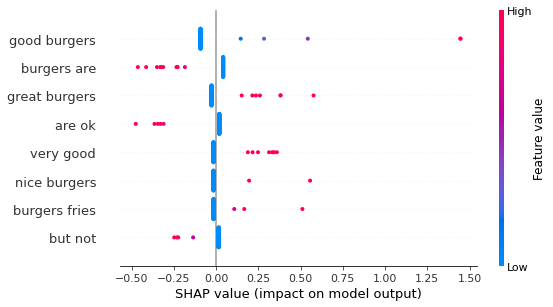 High
good burgers
burgers are
great burgers
are ok
very good
nice burgers
burgers fries
but not
Low
Feature value
−0.50 −0.25 0.00 0.25 0.50 0.75 1.00 1.25 1.50
SHAP value (impact on model output)